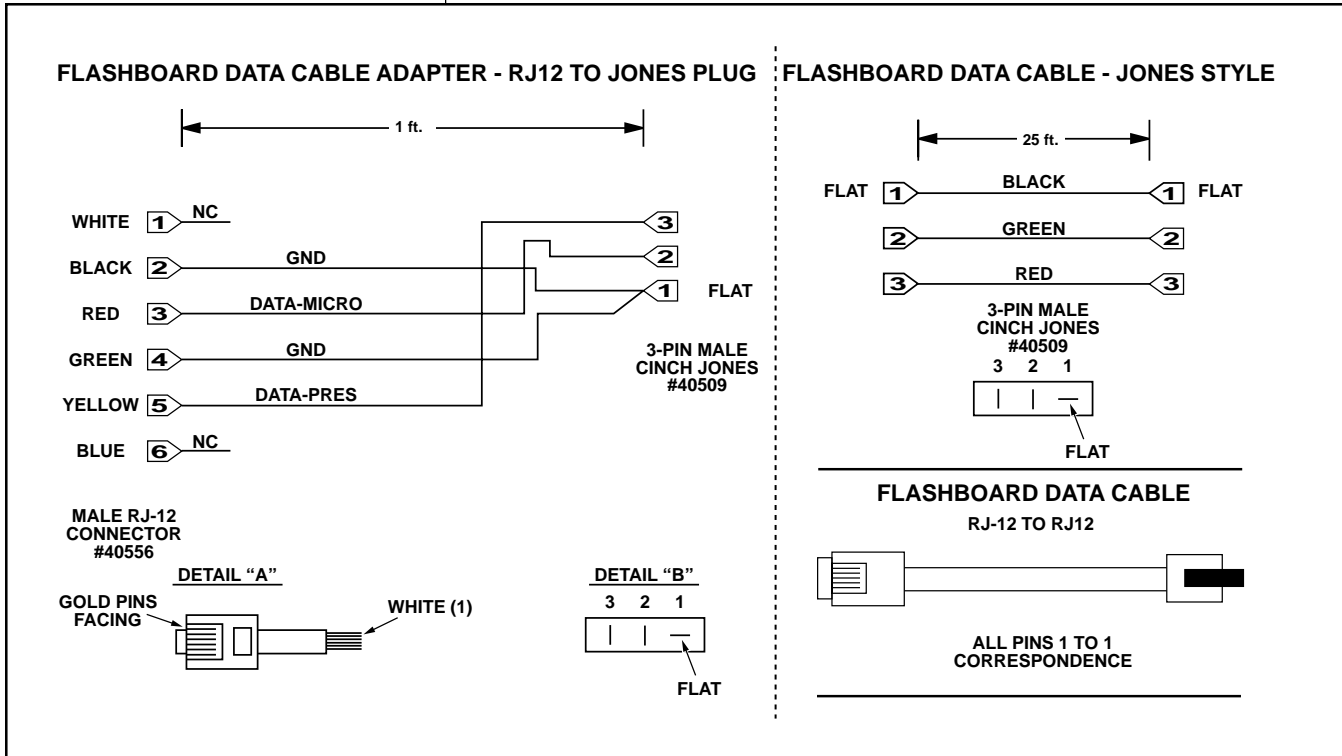 FLASHBOARD DATA CABLE ADAPTER - RJ12 TO JONES PLUG
1 ft.
WHITE 1 NC
BLACK 2 GND
RED 3 DATA-MICRO
GREEN 4 GND
YELLOW 5 DATA-PRES
BLUE 6 NC
3
2
1 FLAT
3-PIN MALE
CINCH JONES
#40509
MALE RJ-12
CONNECTOR
#40556
DETAIL “A”
GOLD PINS
FACING
WHITE (1)
DETAIL “B”
3 2 1
FLAT
FLASHBOARD DATA CABLE - JONES STYLE
25 ft.
FLAT 1 BLACK 1 FLAT
2 GREEN 2
3 RED 3
3-PIN MALE
CINCH JONES
#40509
3 2 1
FLAT
FLASHBOARD DATA CABLE
RJ-12 TO RJ12
ALL PINS 1 TO 1
CORRESPONDENCE